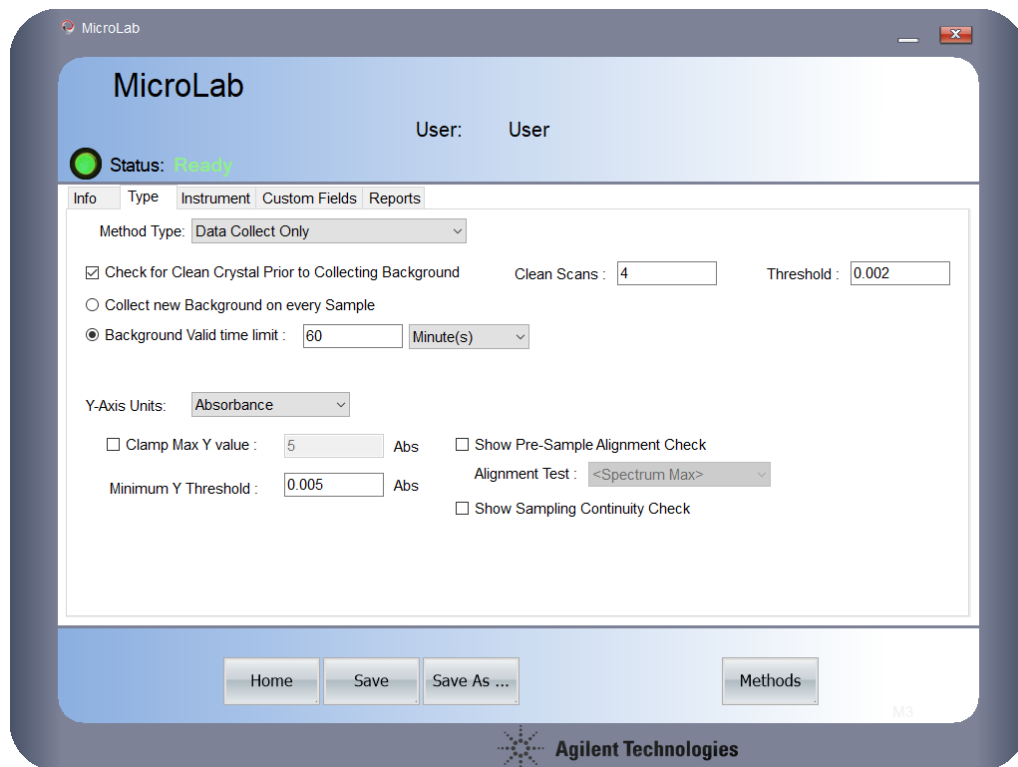 MicroLab
MicroLab
User: User
Status: Ready
Info Type Instrument Custom Fields Reports
Method Type: Data Collect Only
Check for Clean Crystal Prior to Collecting Background Clean Scans : 4 Threshold : 0.002
Collect new Background on every Sample
Background Valid time limit : 60 Minute(s)
Y-Axis Units: Absorbance
Clamp Max Y value : 5 Abs Show Pre-Sample Alignment Check
Alignment Test : <Spectrum Max>
Minimum Y Threshold : 0.005 Abs
Show Sampling Continuity Check
Home Save Save As ... Methods
M3
Agilent Technologies